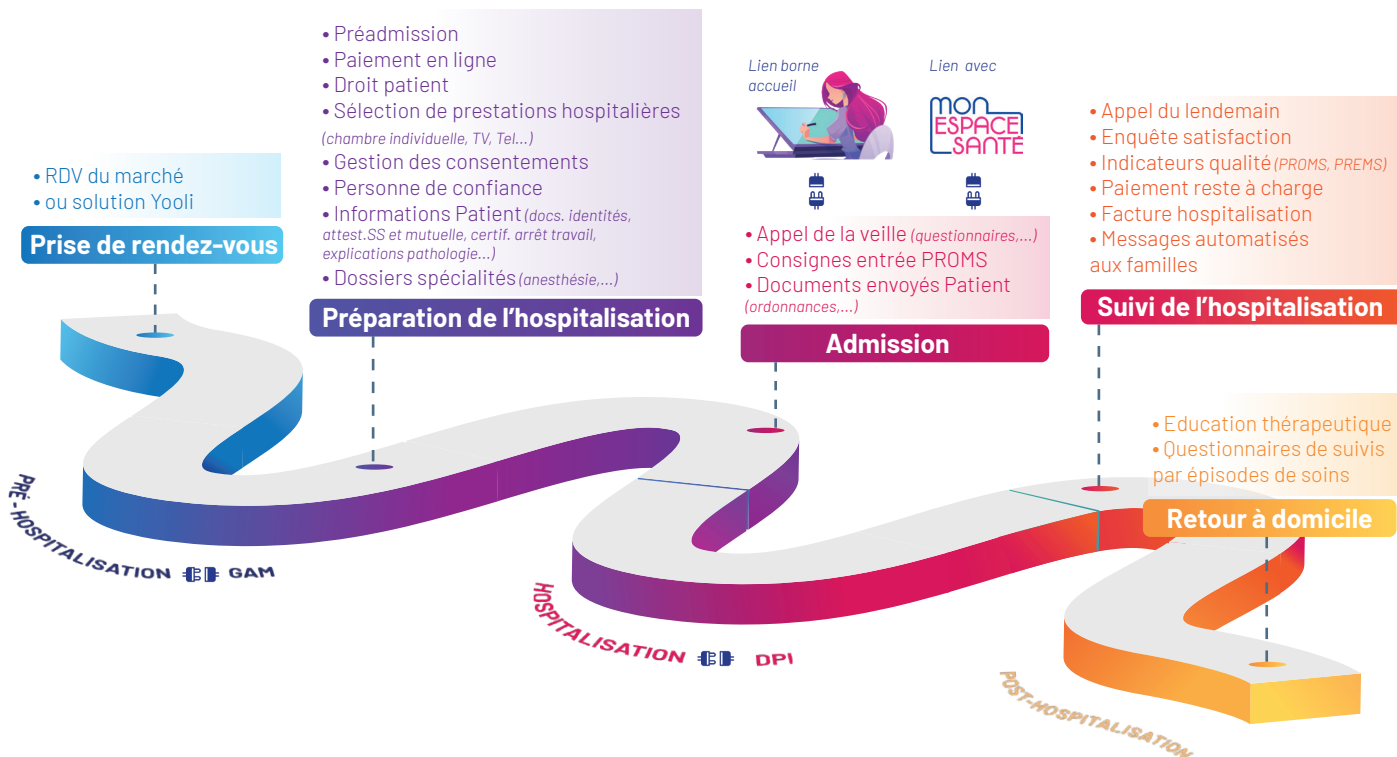 • RDV du marché
• ou solution Yooli
Prise de rendez-vous
• Préadmission
• Paiement en ligne
• Droit patient
• Sélection de prestations hospitalières
(chambre individuelle, TV, Tel...)
• Gestion des consentements
• Personne de confiance
• Informations Patient (docs. identités,
attest.SS et mutuelle, certif. arrêt travail,
explications pathologie...)
• Dossiers spécialités (anesthésie,...)
Préparation de l'hospitalisation
Lien borne
accueil
Lien avec
mon
ESPACE
SANTÉ
• Appel de la veille (questionnaires,...)
• Consignes entrée PROMS
• Documents envoyés Patient
(ordonnances,...)
Admission
• Appel du lendemain
• Enquête satisfaction
• Indicateurs qualité (PROMS, PREMS)
• Paiement reste à charge
• Facture hospitalisation
• Messages automatisés
aux familles
Suivi de l'hospitalisation
• Education thérapeutique
• Questionnaires de suivis
par épisodes de soins
Retour à domicile
PRÉ-HOSPITALISATION GAM
HOSPITALISATION DPI
POST-HOSPITALISATION